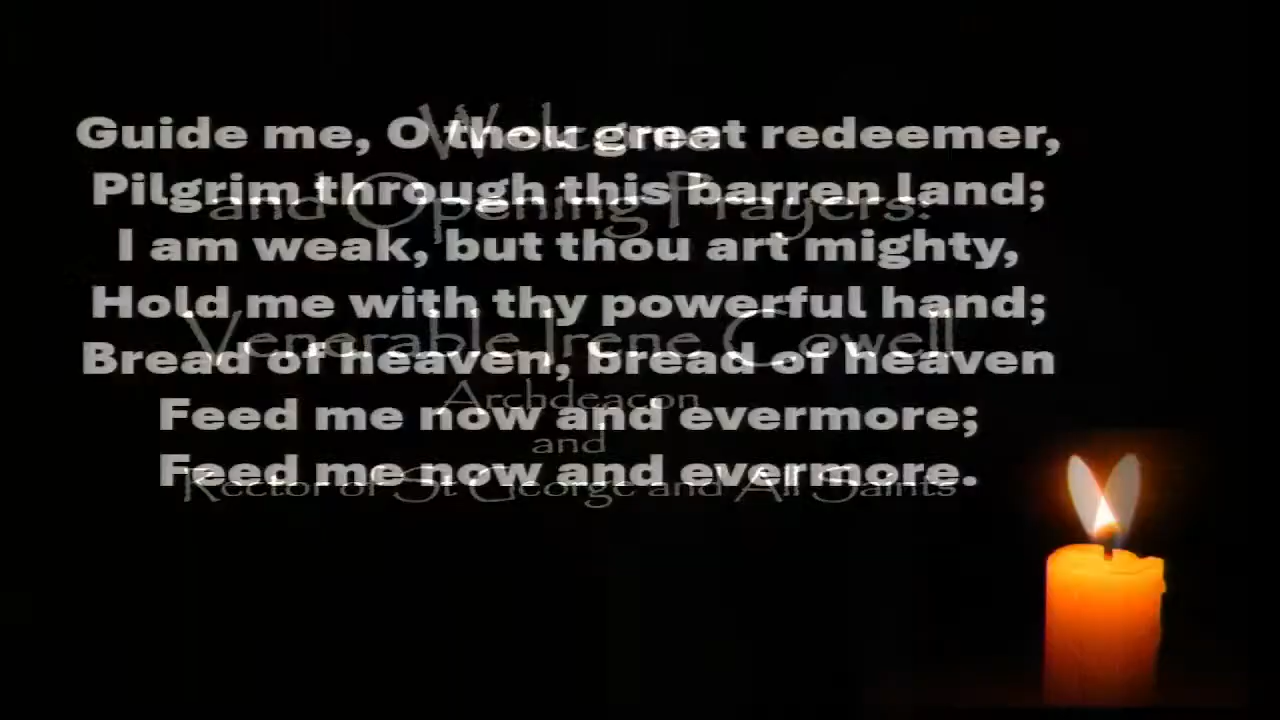 Guide me, O thou great redeemer,
Pilgrim through this barren land;
I am weak, but thou art mighty,
Hold me with thy powerful hand;
Bread of heaven, bread of heaven
Feed me now and evermore;
Feed me now and evermore.
Welcome
and Opening Prayers:
Venerable Irene Cowell
Archdeacon
and
Rector of St George and All Saints